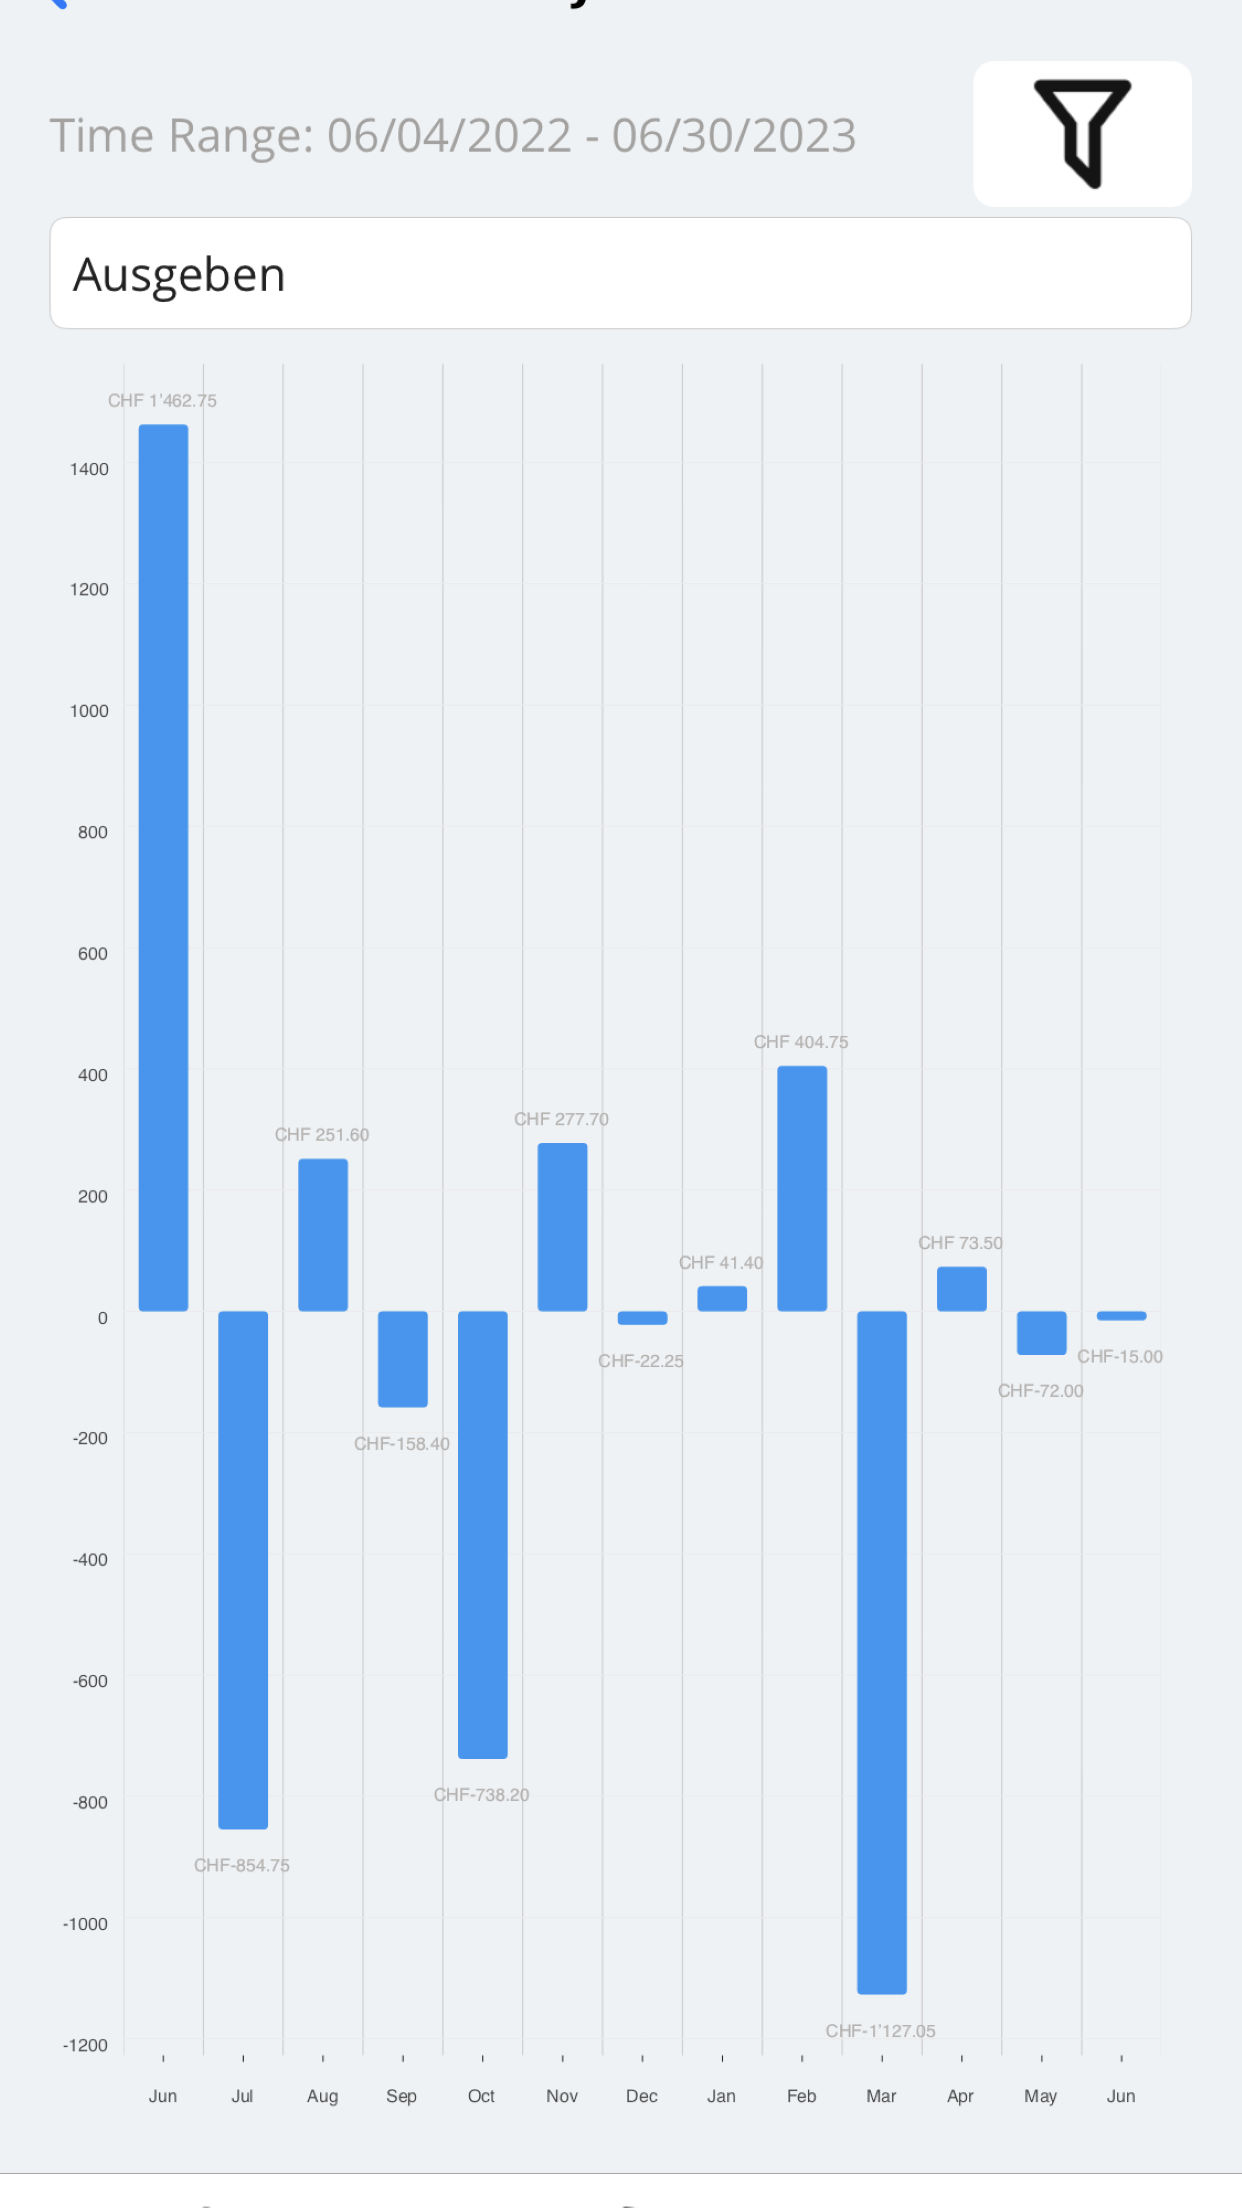 Time Range: 06/04/2022 - 06/30/2023
Ausgeben
CHF 1'462.75
1400
1200
1000
800
600
CHF 404.75
400
CHF 277.70
CHF 251.60
200
CHF 73.50
CHF 41.40
0
CHF-15.00
CHF-22.25
CHF-72.00
-200
CHF-158.40
-400
-600
CHF-738.20
-800
CHF-854.75
-1000
CHF-1'127.05
-1200
Jun Jul Aug Sep Oct Nov Dec Jan Feb Mar Apr May Jun